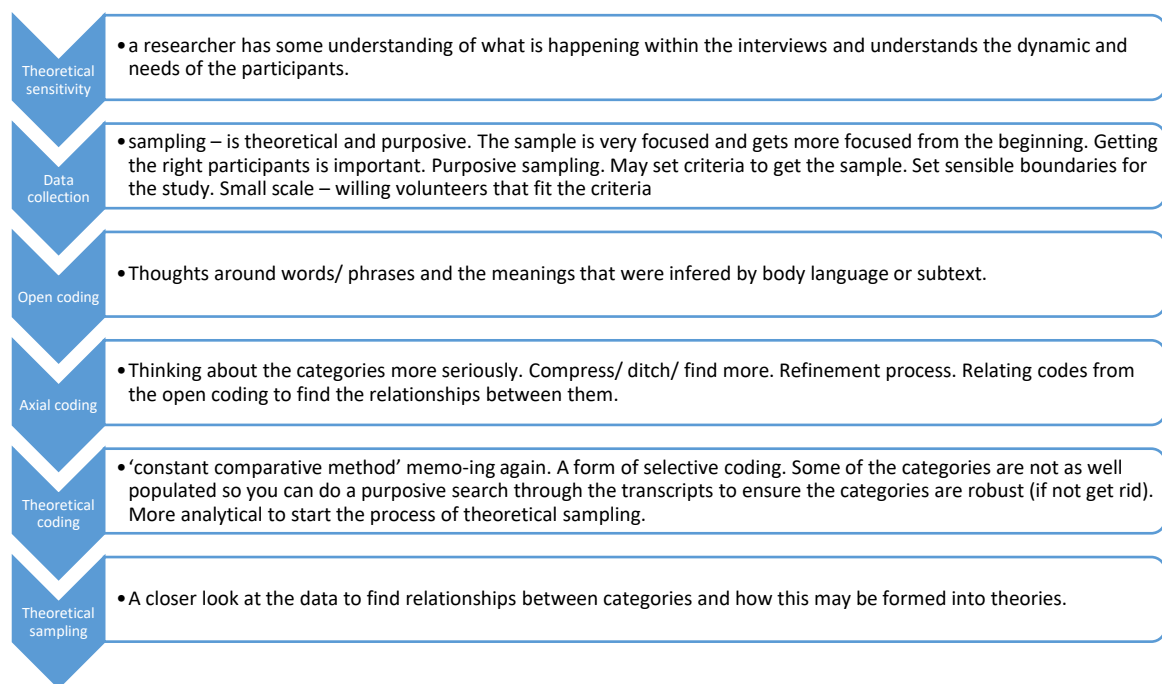 Theoretical
sensitivity
•a researcher has some understanding of what is happening within the interviews and understands the dynamic and
needs of the participants.
Data
collection
•sampling – is theoretical and purposive. The sample is very focused and gets more focused from the beginning. Getting
the right participants is important. Purposive sampling. May set criteria to get the sample. Set sensible boundaries for
the study. Small scale – willing volunteers that fit the criteria
Open coding
•Thoughts around words/ phrases and the meanings that were infered by body language or subtext.
Axial coding
•Thinking about the categories more seriously. Compress/ ditch/ find more. Refinement process. Relating codes from
the open coding to find the relationships between them.
Theoretical
coding
•‘constant comparative method’ memo-ing again. A form of selective coding. Some of the categories are not as well
populated so you can do a purposive search through the transcripts to ensure the categories are robust (if not get rid).
More analytical to start the process of theoretical sampling.
Theoretical
sampling
•A closer look at the data to find relationships between categories and how this may be formed into theories.